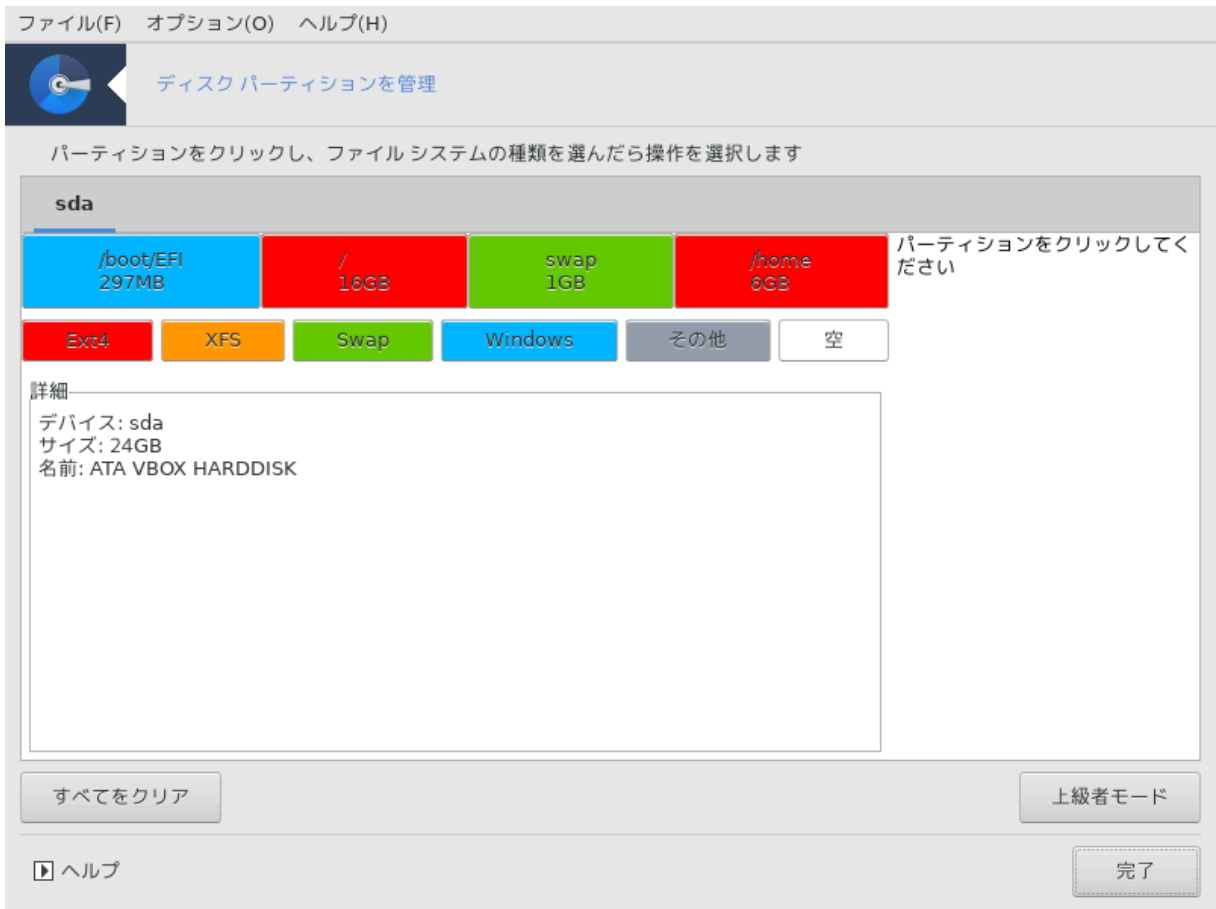 ファイル(F) オプション(O) ヘルプ(H)
ディスク パーティションを管理
パーティションをクリックし、ファイル システムの種類を選んだら操作を選択します
sda
/boot/EFI
297MB
/
16GB
swap
1GB
/home
6GB
パーティションをクリックしてく
ださい
Ext4 XFS Swap Windows その他 空
詳細
デバイス: sda
サイズ: 24GB
名前: ATA VBOX HARDDISK
すべてをクリア 上級者モード
ヘルプ 完了